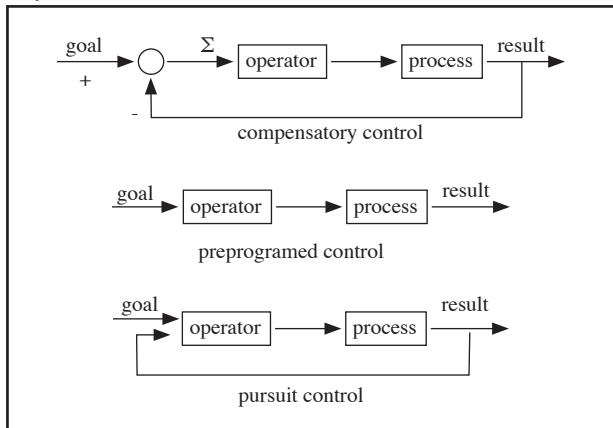 goal Σ operator process result
+
-
compensatory control
goal operator process result
preprogramed control
goal operator process result
pursuit control